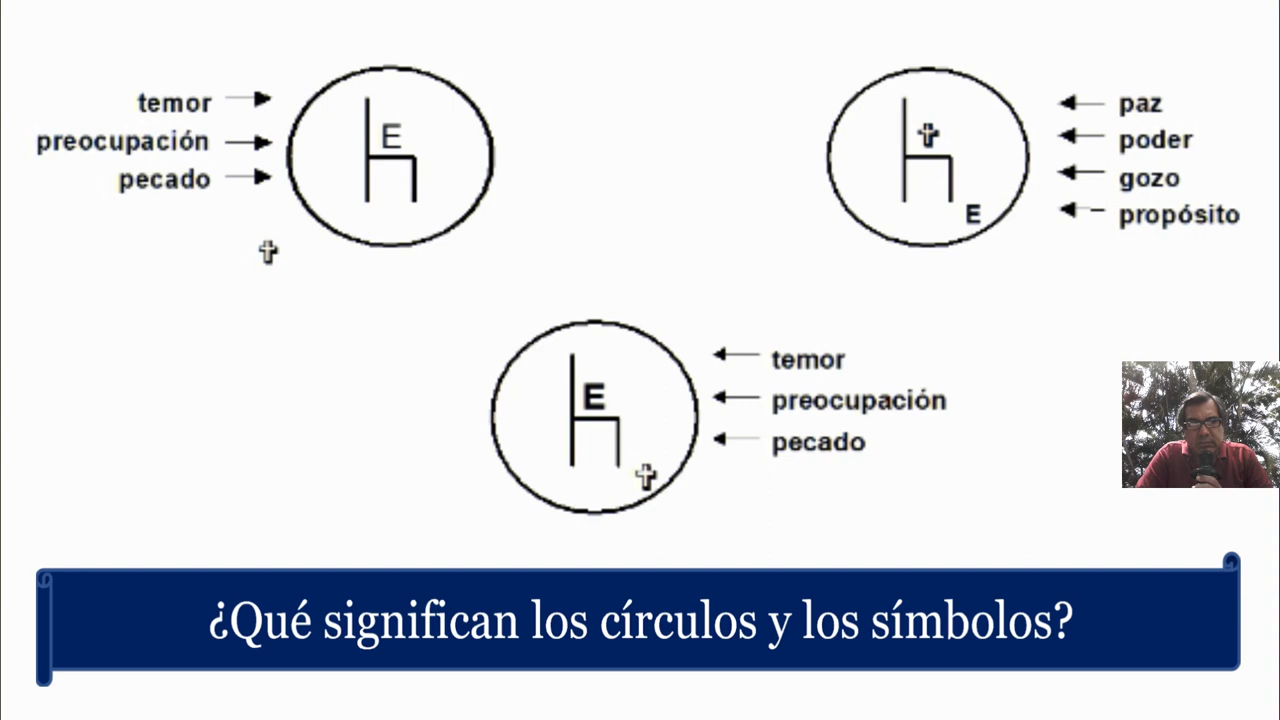 temor
preocupación
pecado
E
E
paz
poder
gozo
propósito
E
temor
preocupación
pecado
¿Qué significan los círculos y los símbolos?